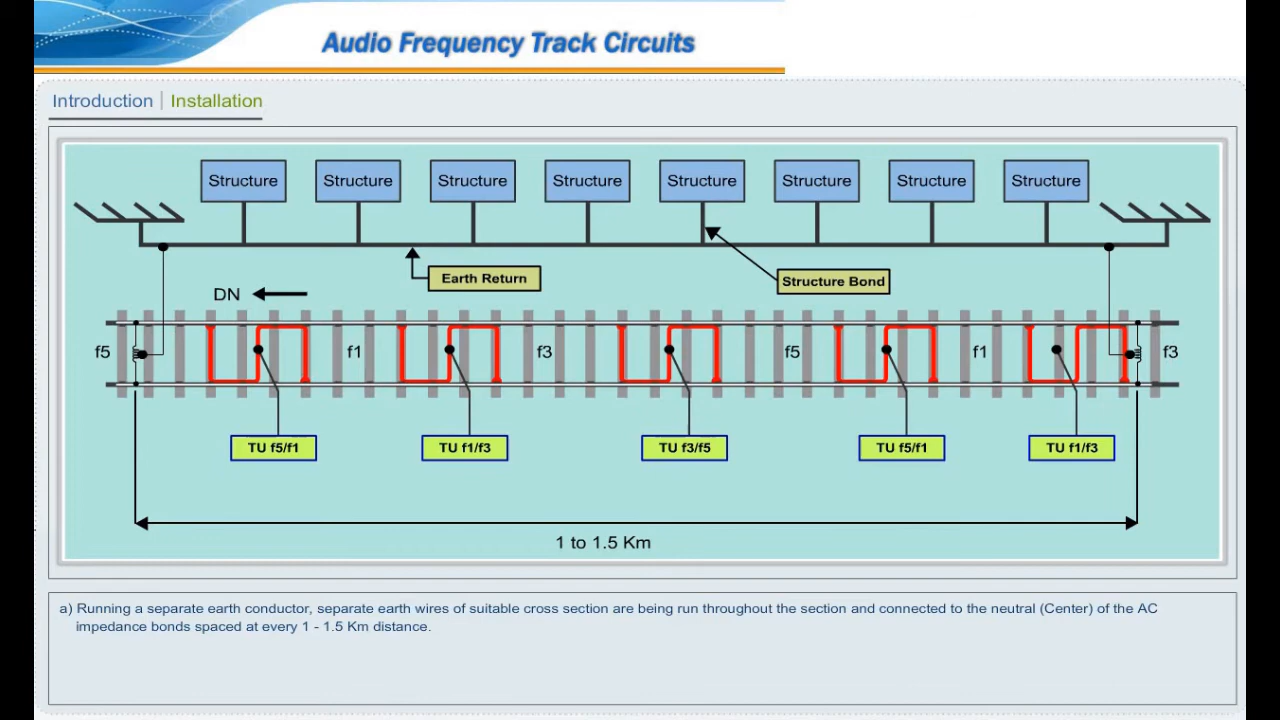 Audio Frequency Track Circuits
Introduction | Installation
Structure Structure Structure Structure Structure Structure Structure Structure
Earth Return
Structure Bond
DN
f5 f1 f3 f5 f1 f3
TU f5/f1 TU f1/f3 TU f3/f5 TU f5/f1 TU f1/f3
1 to 1.5 Km
a) Running a separate earth conductor, separate earth wires of suitable cross section are being run throughout the section and connected to the neutral (Center) of the AC
impedance bonds spaced at every 1 - 1.5 Km distance.